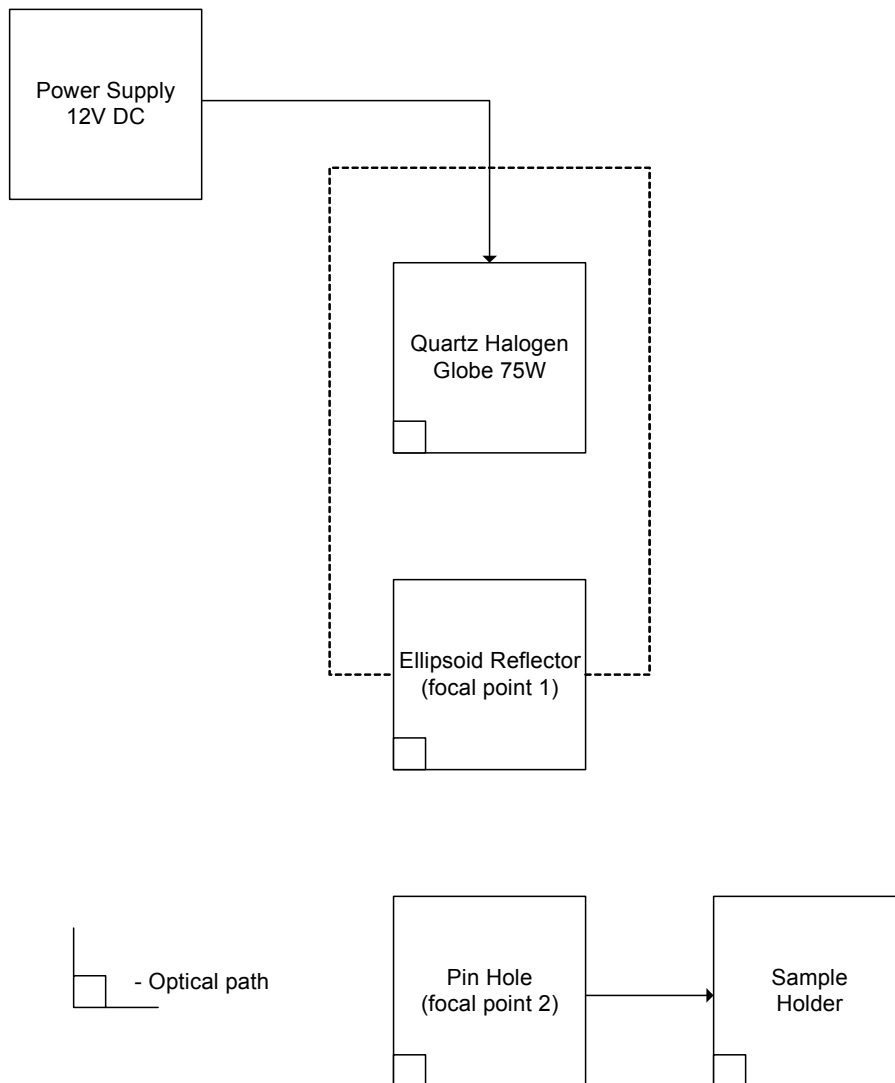 Power Supply
12V DC
Quartz Halogen
Globe 75W
Ellipsoid Reflector
(focal point 1)
- Optical path
Pin Hole
(focal point 2)
Sample
Holder